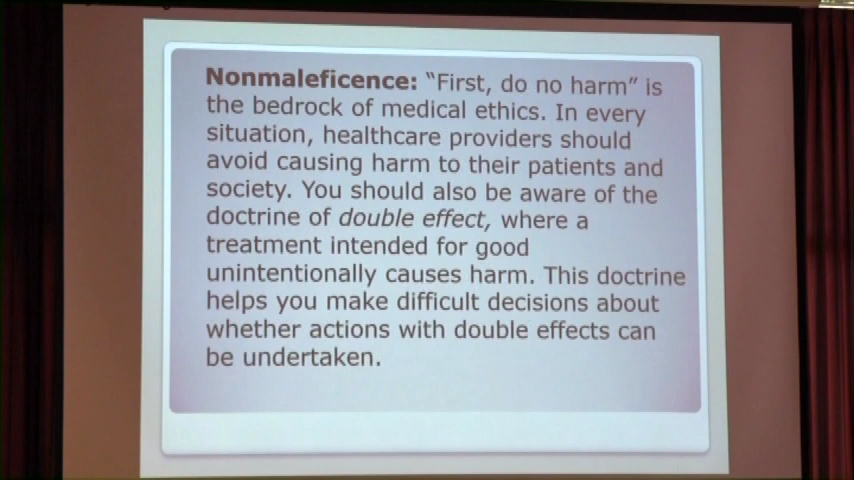 Nonmaleficence: “First, do no harm” is
the bedrock of medical ethics. In every
situation, healthcare providers should
avoid causing harm to their patients and
society. You should also be aware of the
doctrine of double effect, where a
treatment intended for good
unintentionally causes harm. This doctrine
helps you make difficult decisions about
whether actions with double effects can
be undertaken.